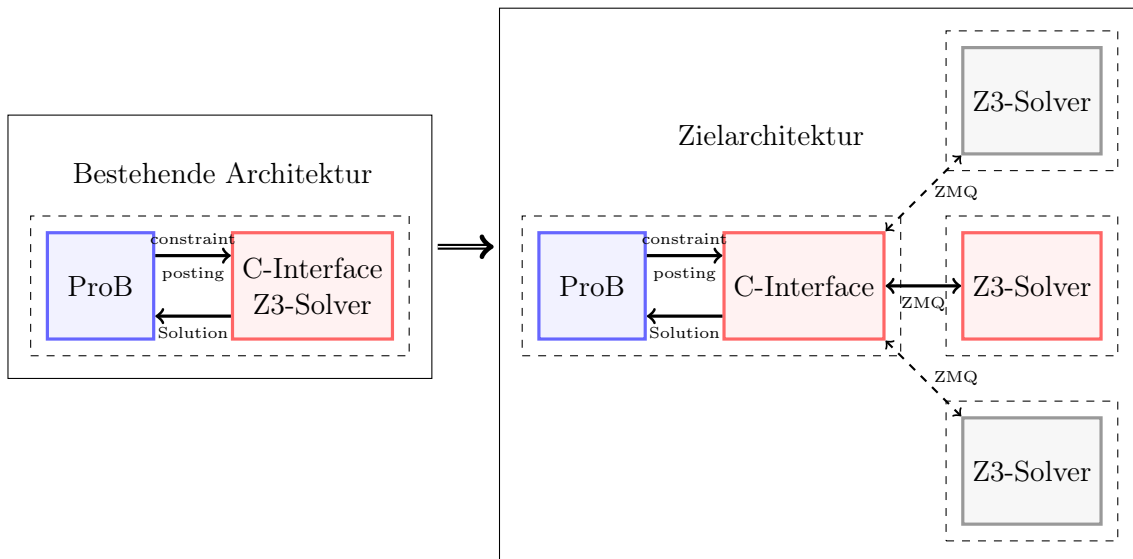 Bestehende Architektur
ProB
constraint
posting
Solution
C-Interface
Z3-Solver
Zielarchitektur
ProB
constraint
posting
Solution
C-Interface
ZMQ
ZMQ
ZMQ
Z3-Solver
Z3-Solver
Z3-Solver